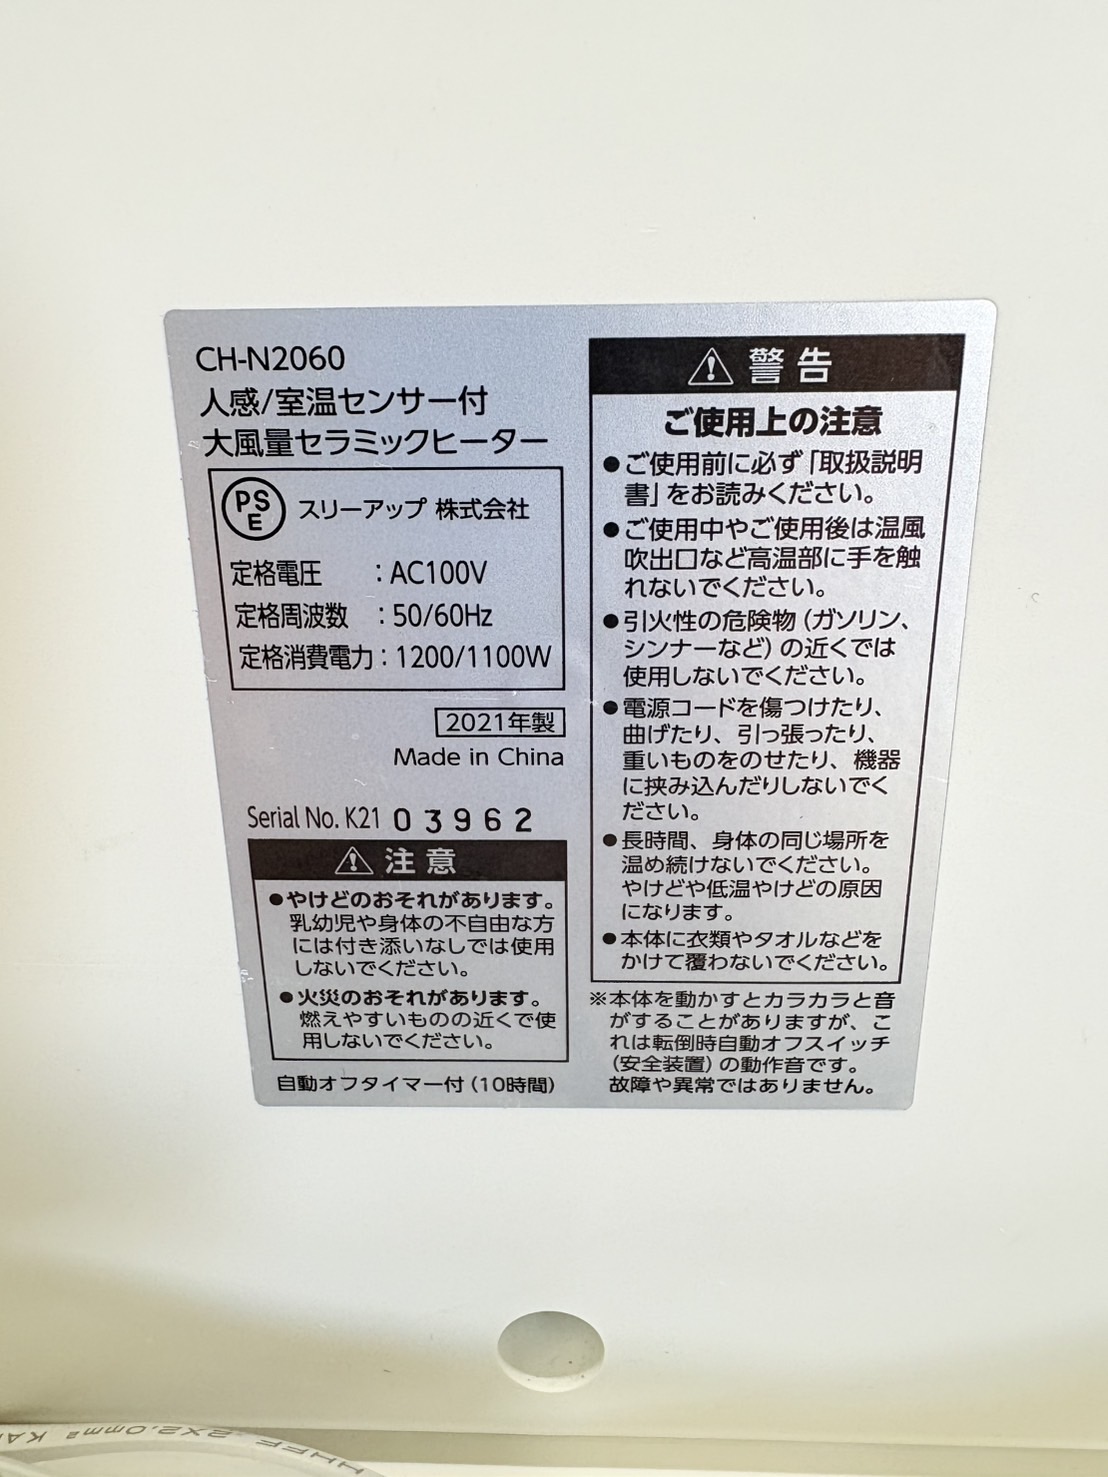 CH-N2060
人感/室温センサー付
大風量セラミックヒーター
PS
E
スリーアップ 株式会社
定格電圧 : AC100V
定格周波数 : 50/60Hz
定格消費電力 : 1200/1100W
2021年製
Made in China
Serial No. K21 03962
⚠注意
●やけどのおそれがあります。
乳幼児や身体の不自由な方
には付き添いなしでは使用
しないでください。
●火災のおそれがあります。
燃えやすいものの近くで使
用しないでください。
自動オフタイマー付(10時間)
⚠警告
ご使用上の注意
●ご使用前に必ず「取扱説明
書」をお読みください。
●ご使用中やご使用後は温風
吹出口など高温部に手を触
れないでください。
●引火性の危険物(ガソリン、
シンナーなど)の近くでは
使用しないでください。
●電源コードを傷つけたり、
曲げたり、引っ張ったり、
重いものをのせたり、機器
に挟み込んだりしないでく
ださい。
●長時間、身体の同じ場所を
温め続けないでください。
やけどや低温やけどの原因
になります。
●本体に衣類やタオルなどを
かけて覆わないでください。
※本体を動かすとカラカラと音
がすることがありますが、こ
れは転倒時自動オフスイッチ
(安全装置)の動作音です。
故障や異常ではありません。
HHFF 2X2.0mm² KA